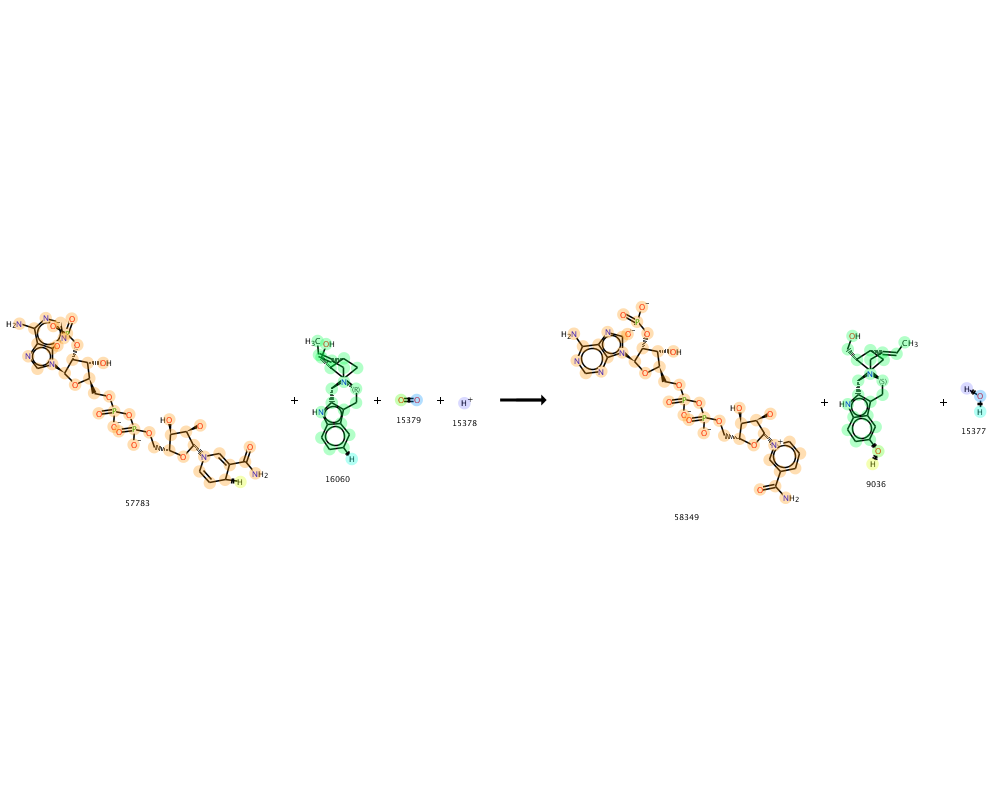 H₂N N N N N O⁻ P O O O OH O O O P O O⁻ O O P O⁻ O HO O O N H O NH₂
57783
+
H₃C OH N HN H
16060
+
O O
15379
+
H⁺
15378
H₂N N N N N O⁻ P O O⁻ O OH O O O P O O⁻ O O P O⁻ O HO O O N⁺ O NH₂
58349
+
OH CH₃ N HN O H
9036
+
H O H
15377